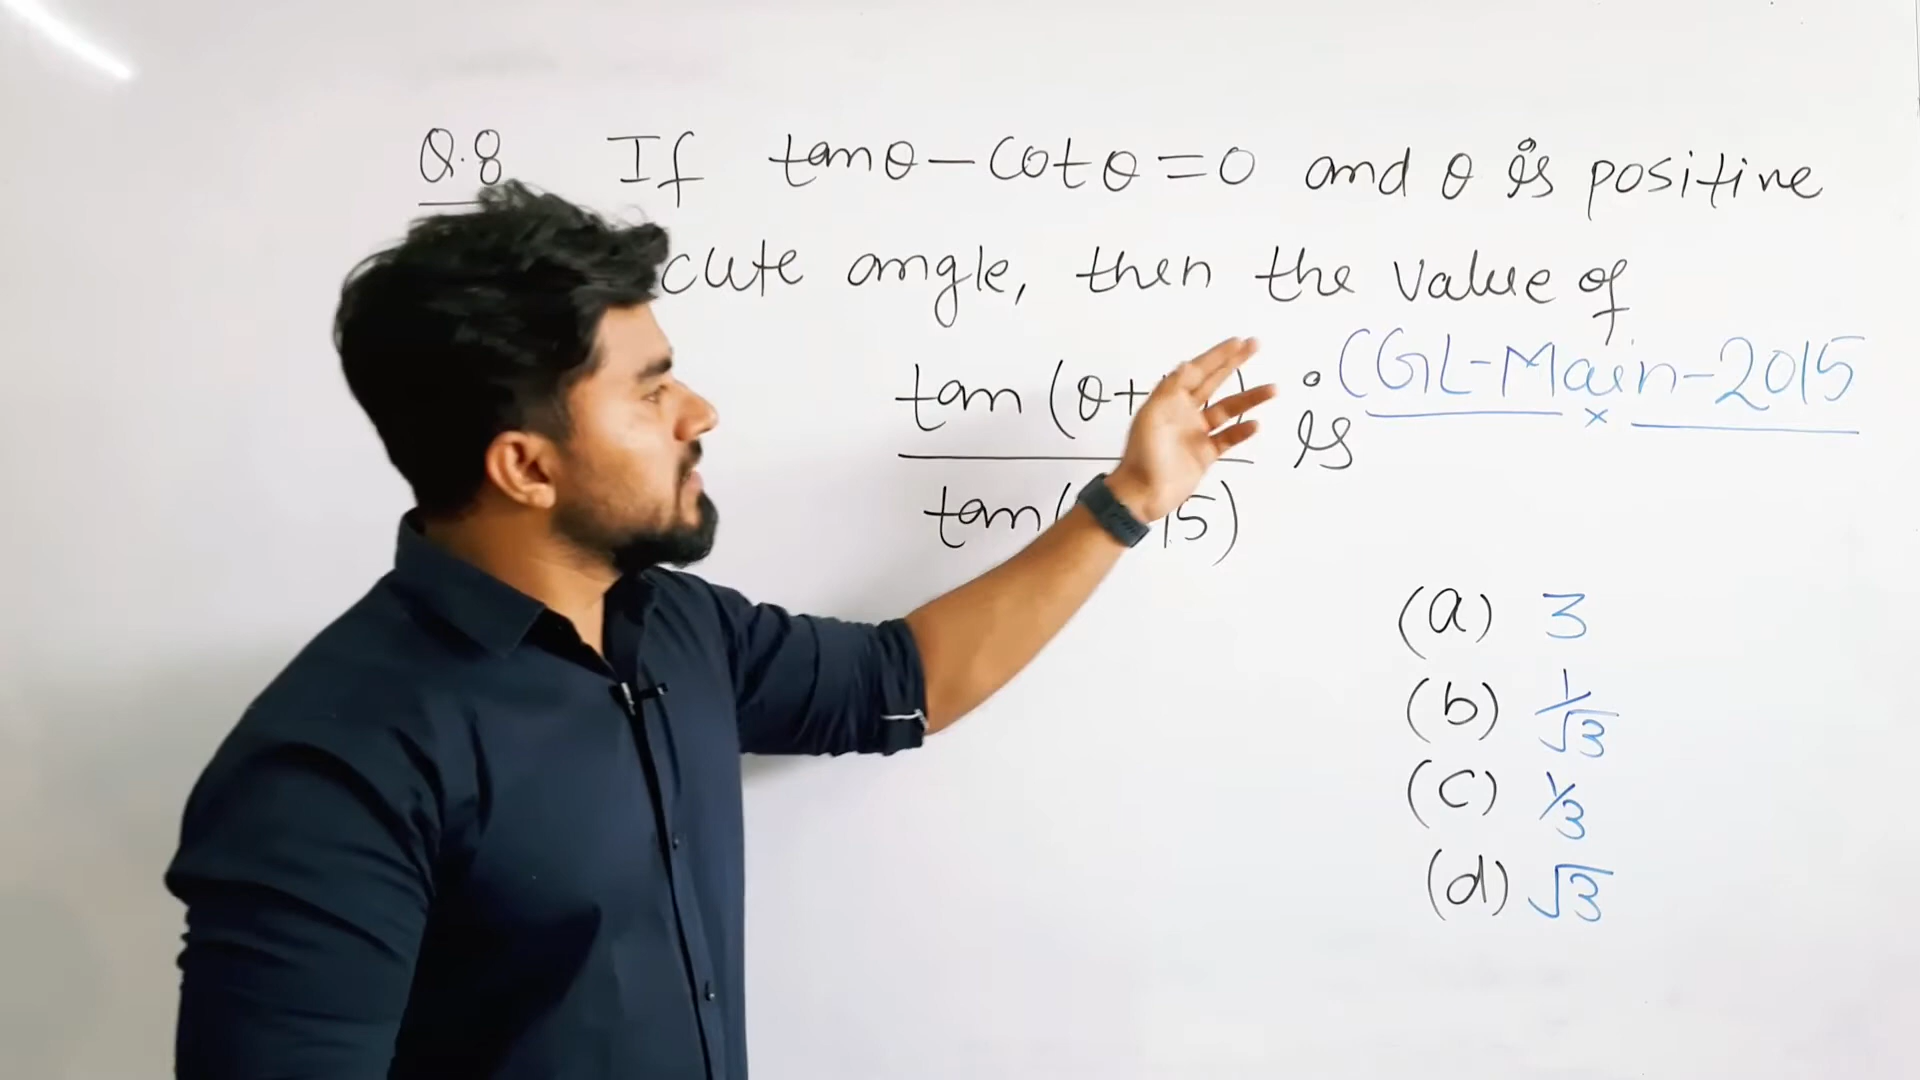 Q.8 If tanθ-cotθ=0 and θ is positive
cute angle, then the value of
tan(θ+ ) is
tan( 15)
CGL-Main-2015
(a) 3
(b) 1/√3
(c) 1/3
(d) √3